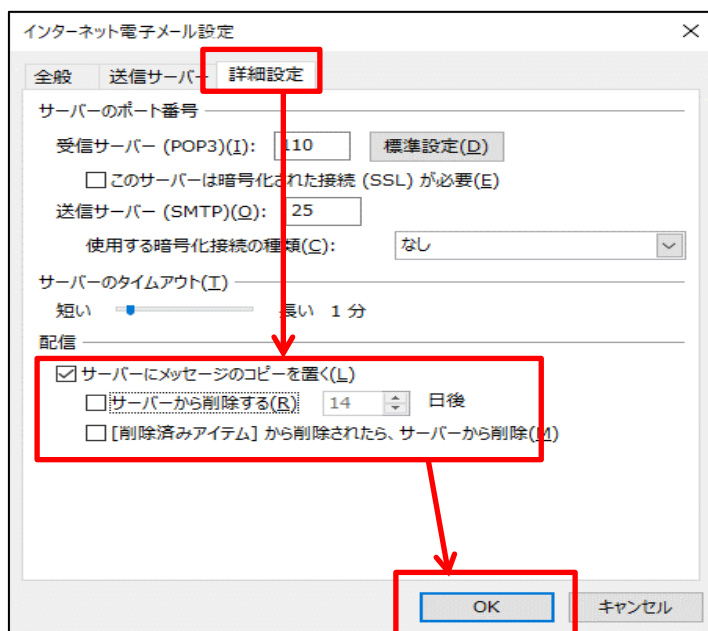 インターネット電子メール設定
全般 送信サーバー 詳細設定
サーバーのポート番号
受信サーバー (POP3)(I): 110 標準設定(D)
このサーバーは暗号化された接続 (SSL) が必要(E)
送信サーバー (SMTP)(O): 25
使用する暗号化接続の種類(C): なし
サーバーのタイムアウト(T)
短い 長い 1 分
配信
サーバーにメッセージのコピーを置く(L)
サーバーから削除する(R) 14 日後
[削除済みアイテム] から削除されたら、サーバーから削除(M)
OK キャンセル